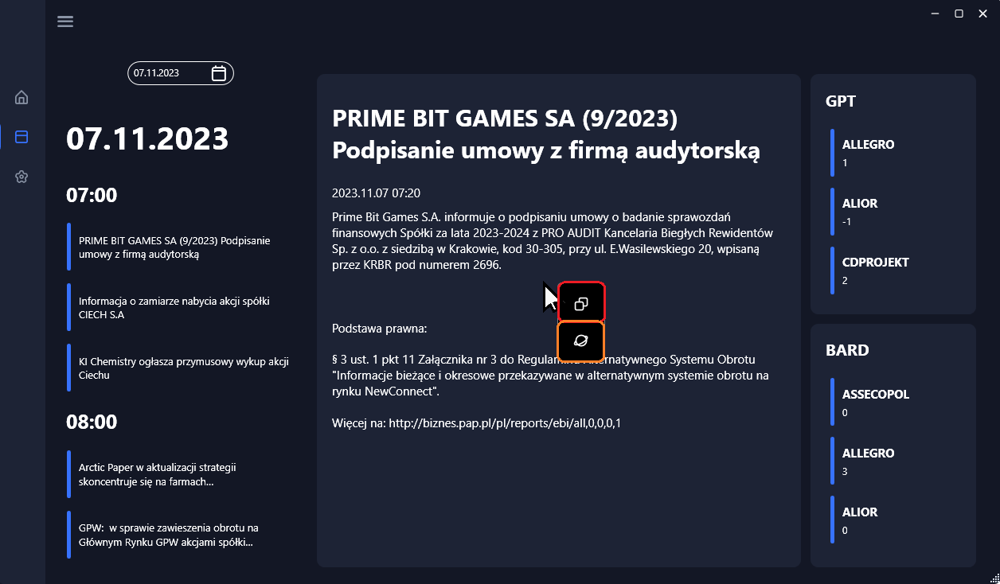 07.11.2023
07.11.2023
07:00
PRIME BIT GAMES SA (9/2023) Podpisanie
umowy z firmą audytorską
Informacja o zamiarze nabycia akcji spółki
CIECH S.A
KI Chemistry ogłasza przymusowy wykup akcji
Ciechu
08:00
Arctic Paper w aktualizacji strategii
skoncentruje się na farmach...
GPW: w sprawie zawieszenia obrotu na
Głównym Rynku GPW akcjami spółki...
PRIME BIT GAMES SA (9/2023)
Podpisanie umowy z firmą audytorską
2023.11.07 07:20
Prime Bit Games S.A. informuje o podpisaniu umowy o badanie sprawozdań
finansowych Spółki za lata 2023-2024 z PRO AUDIT Kancelaria Biegłych Rewidentów
Sp. z o.o. z siedzibą w Krakowie, kod 30-305, przy ul. E.Wasilewskiego 20, wpisaną
przez KRBR pod numerem 2696.
Podstawa prawna:
§ 3 ust. 1 pkt 11 Załącznika nr 3 do Systemu Obrotu
"Informacje bieżące i okresowe przekazywane w alternatywnym systemie obrotu na
rynku NewConnect".
Więcej na: http://biznes.pap.pl/pl/reports/ebi/all,0,0,0,1
GPT
ALLEGRO
1
ALIOR
-1
CDPROJEKT
2
BARD
ASSECOPOL
0
ALLEGRO
3
ALIOR
0